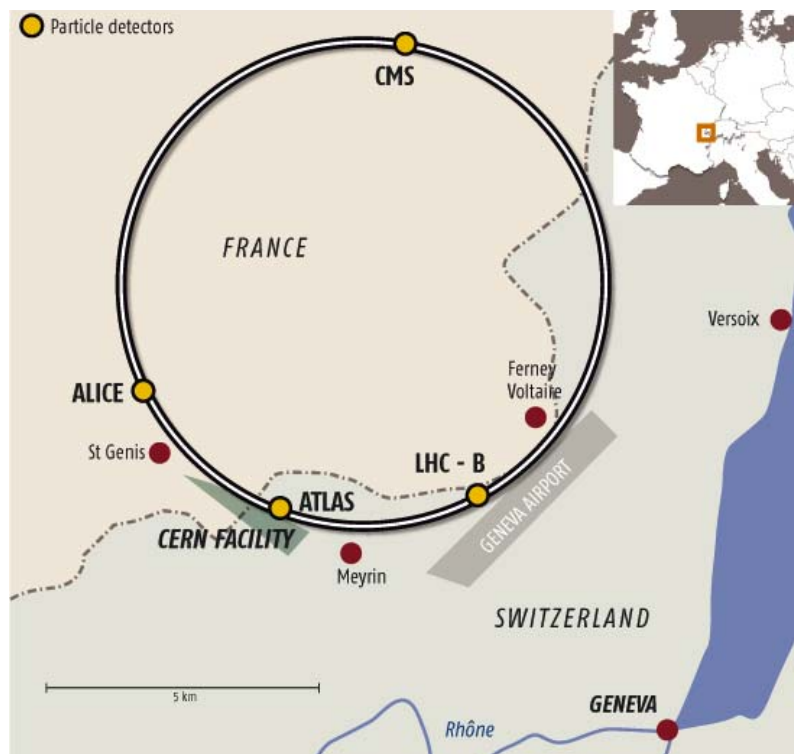 Particle detectors
CMS
FRANCE
Versoix
Ferney
Voltaire
ALICE
St Genis
LHC - B
ATLAS
GENEVA AIRPORT
CERN FACILITY
Meyrin
SWITZERLAND
5 km
GENEVA
Rhône